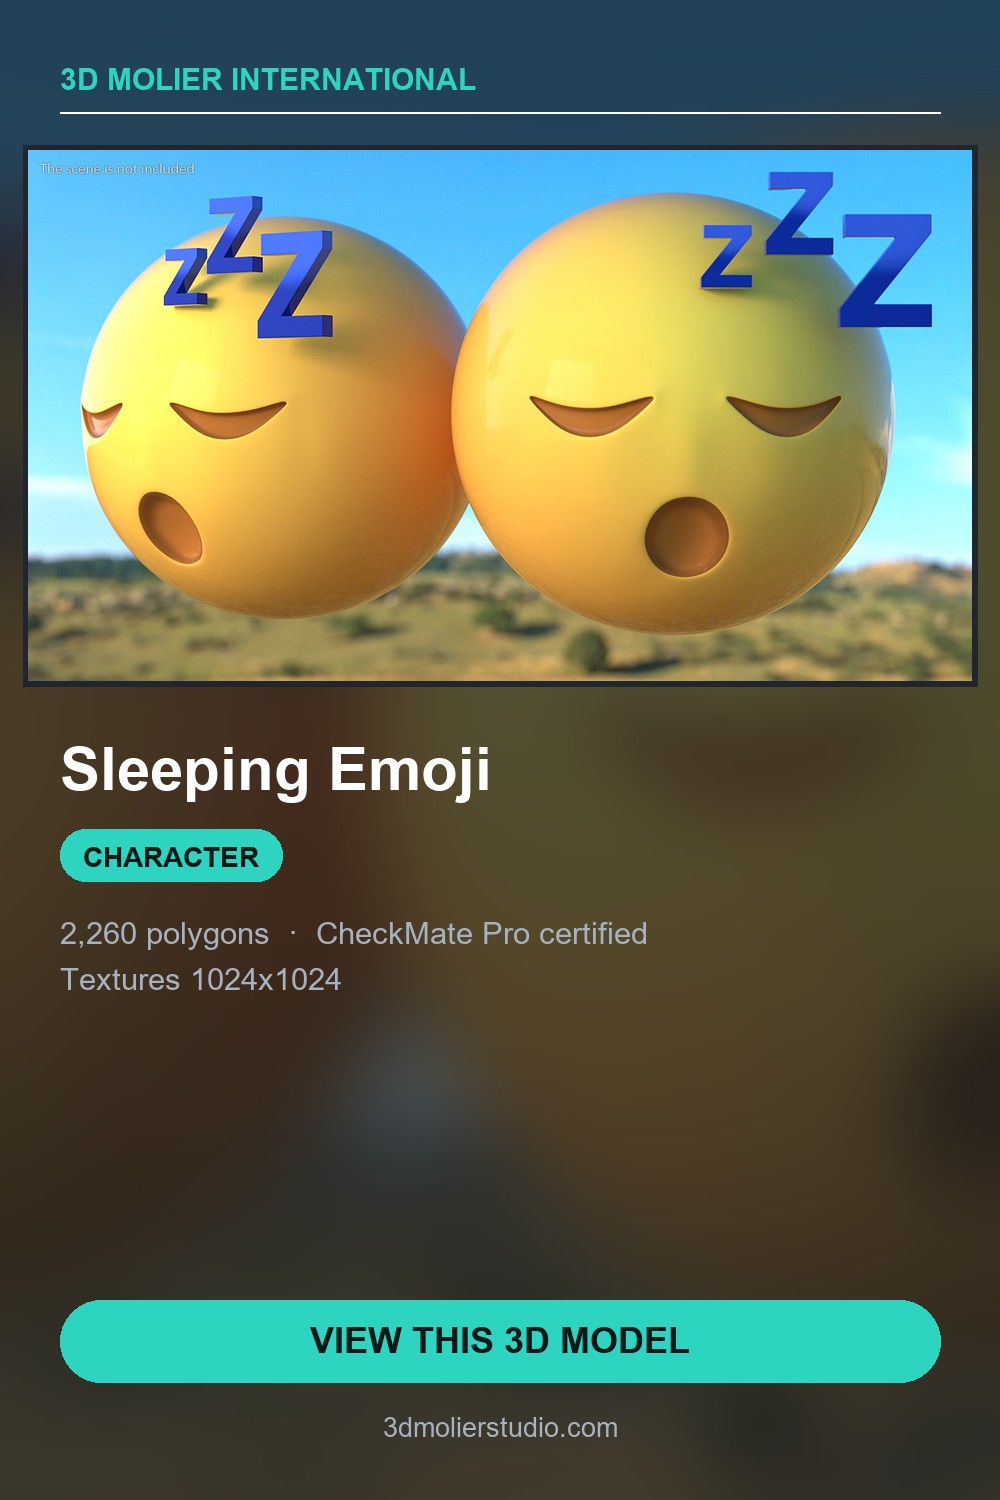 3D MOLIER INTERNATIONAL
The scene is not included
z Z Z
z Z Z
Sleeping Emoji
CHARACTER
2,260 polygons · CheckMate Pro certified
Textures 1024x1024
VIEW THIS 3D MODEL
3dmolierstudio.com